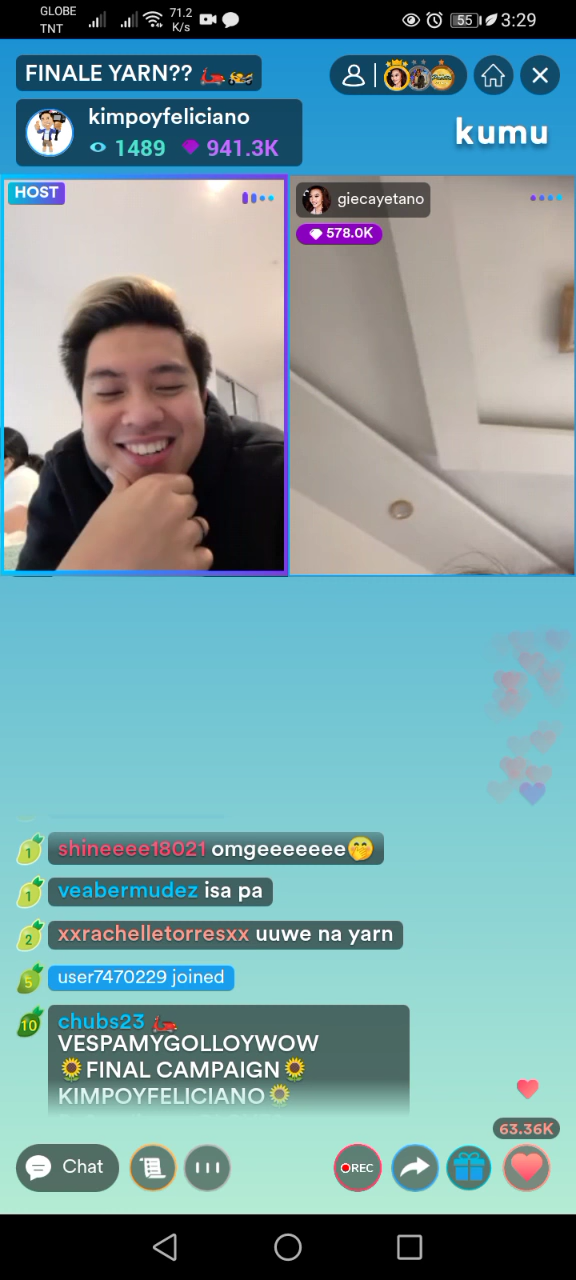 GLOBE
TNT
71.2
K/s
55
3:29
FINALE YARN?? 🛵🏍️
kimpoyfeliciano
1489 941.3K
kumu
HOST
giecayetano
578.0K
1 shineeee18021 omgeeeeeee🤭
1 veabermudez isa pa
2 xxrachelletorresxx uuwe na yarn
5 user7470229 joined
10 chubs23 🛵
VESPAMYGOLLOYWOW
🌻FINAL CAMPAIGN🌻
KIMPOYFELICIANO🌻
63.36K
Chat
REC